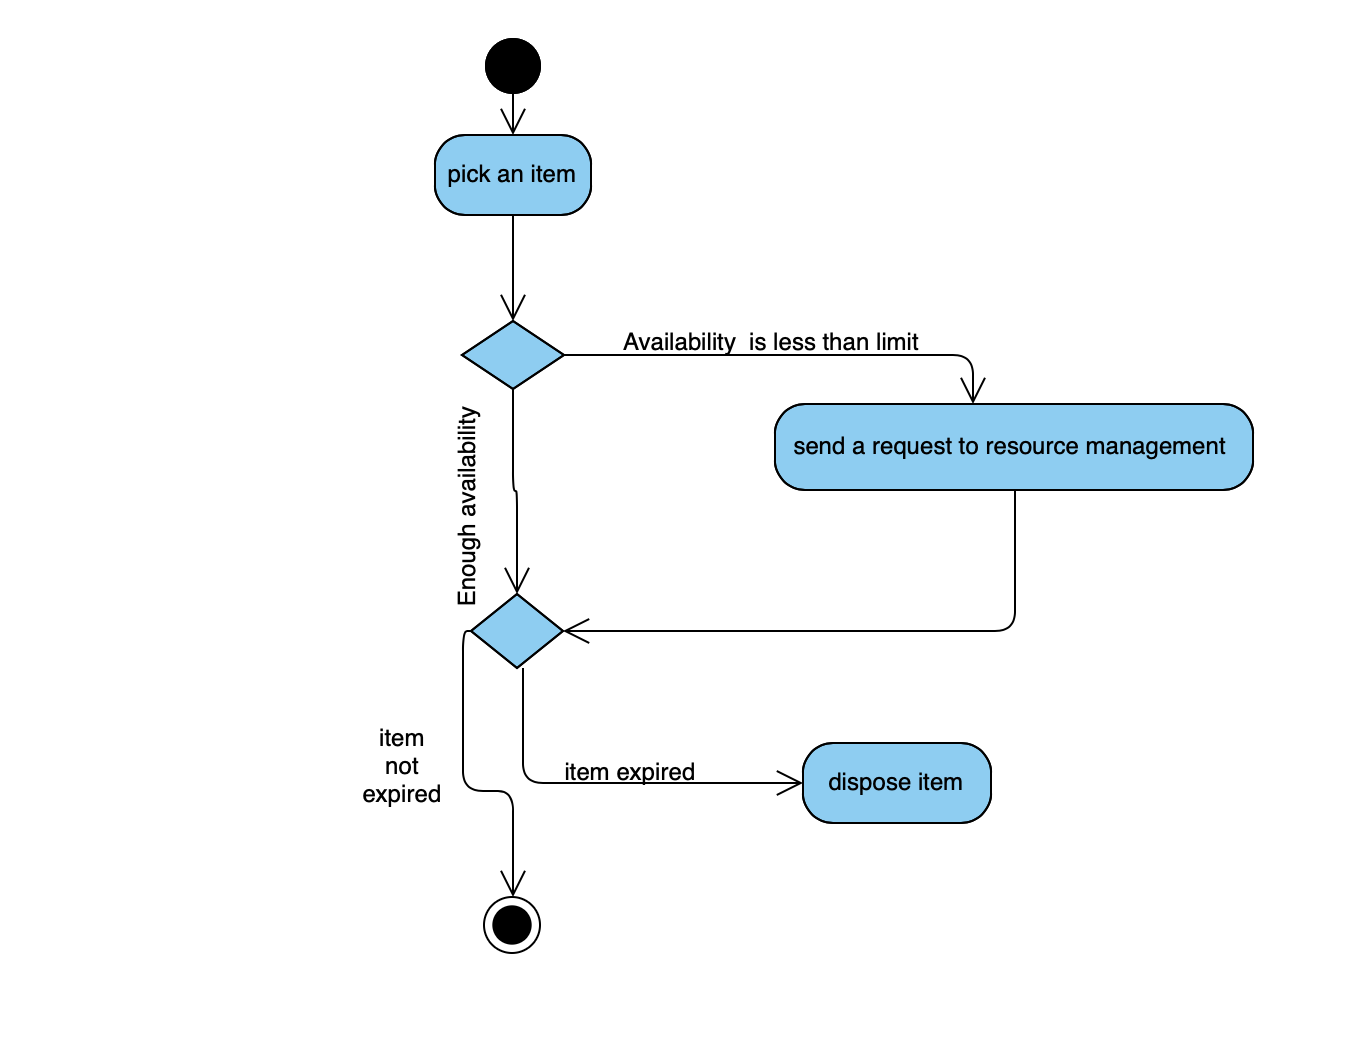 pick an item
Availability  is less than limit
send a request to resource management
Enough availability
item
not
expired
item expired
dispose item